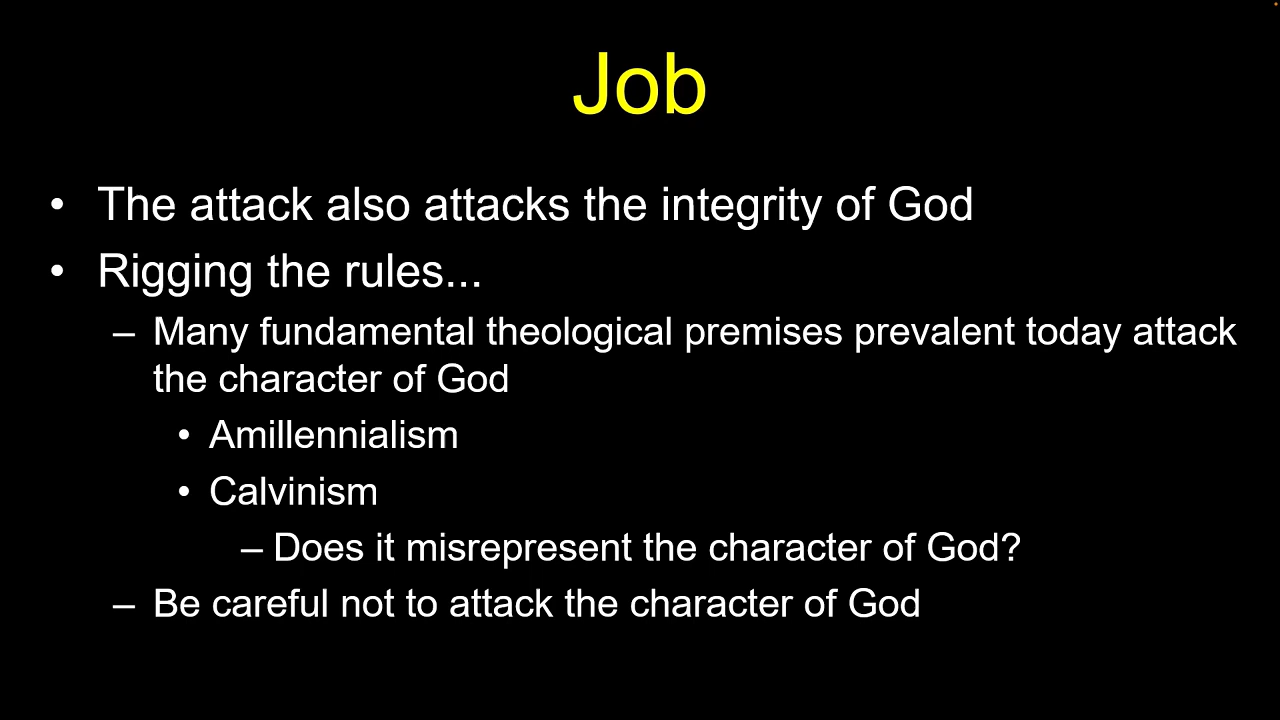 Job
• The attack also attacks the integrity of God
• Rigging the rules...
– Many fundamental theological premises prevalent today attack
the character of God
• Amillennialism
• Calvinism
– Does it misrepresent the character of God?
– Be careful not to attack the character of God